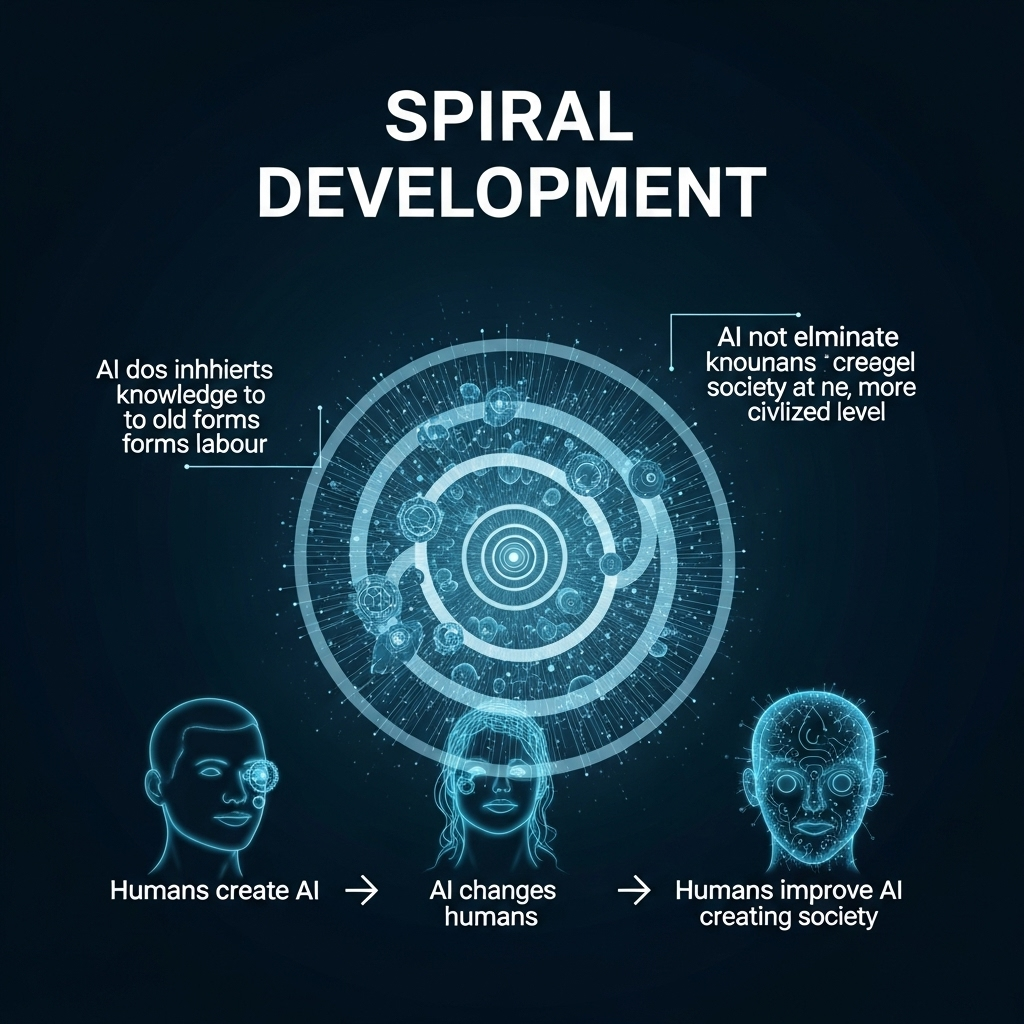 SPIRAL
DEVELOPMENT
AI dos inhhierts
knowledge to
to old forms
forms labour
AI not elminate
knounans creagel
society at ne, more
civlized level
Humans create AI
→
AI changes
humans
→
Humans improve AI
creating society